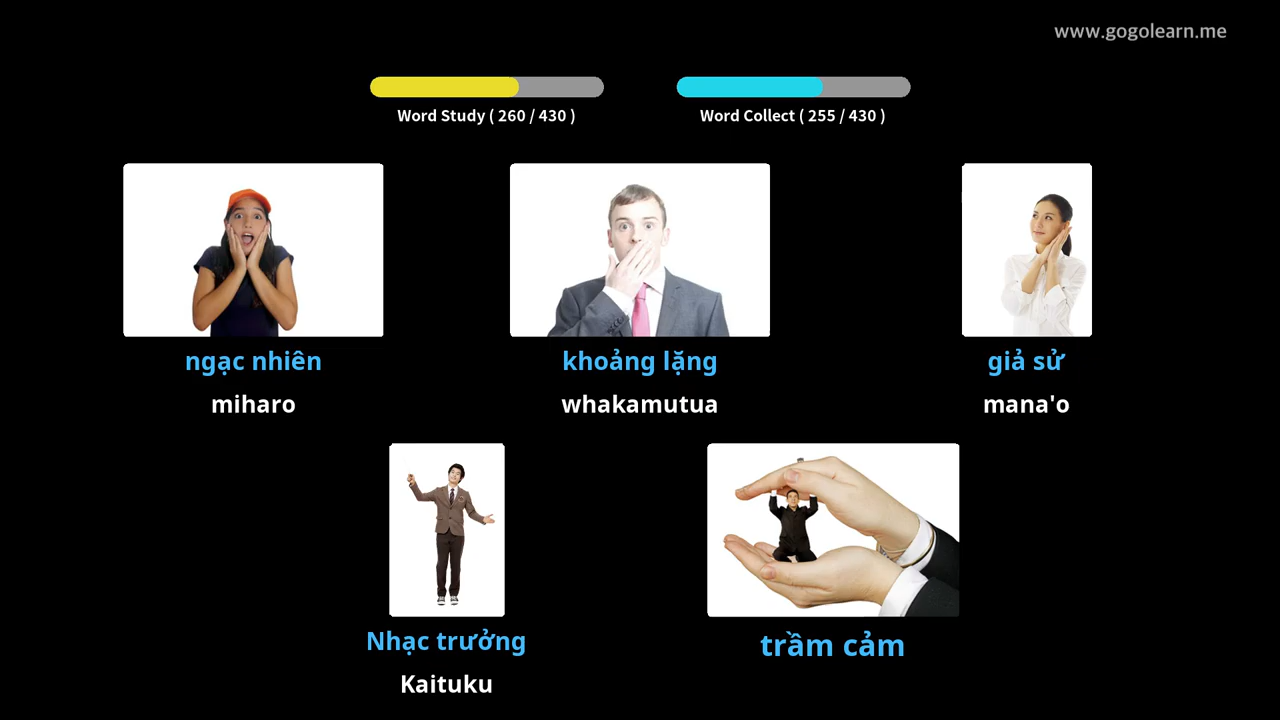 www.gogolearn.me
Word Study ( 260 / 430 )
Word Collect ( 255 / 430 )
ngạc nhiên
miharo
khoảng lặng
whakamutua
giả sử
mana'o
Nhạc trưởng
Kaituku
trầm cảm